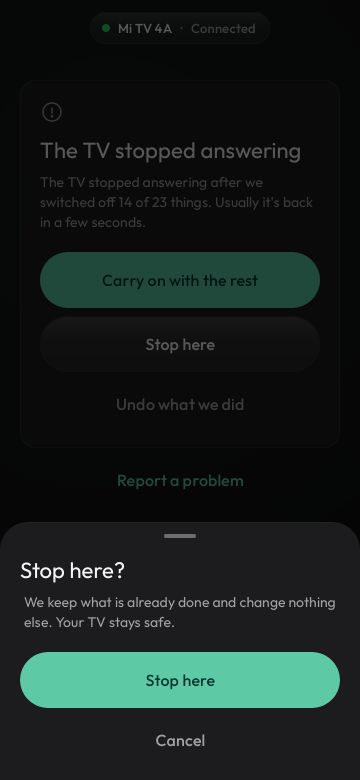 Mi TV 4A · Connected
The TV stopped answering
The TV stopped answering after we
switched off 14 of 23 things. Usually it's back
in a few seconds.
Carry on with the rest
Stop here
Undo what we did
Report a problem
Stop here?
We keep what is already done and change nothing
else. Your TV stays safe.
Stop here
Cancel